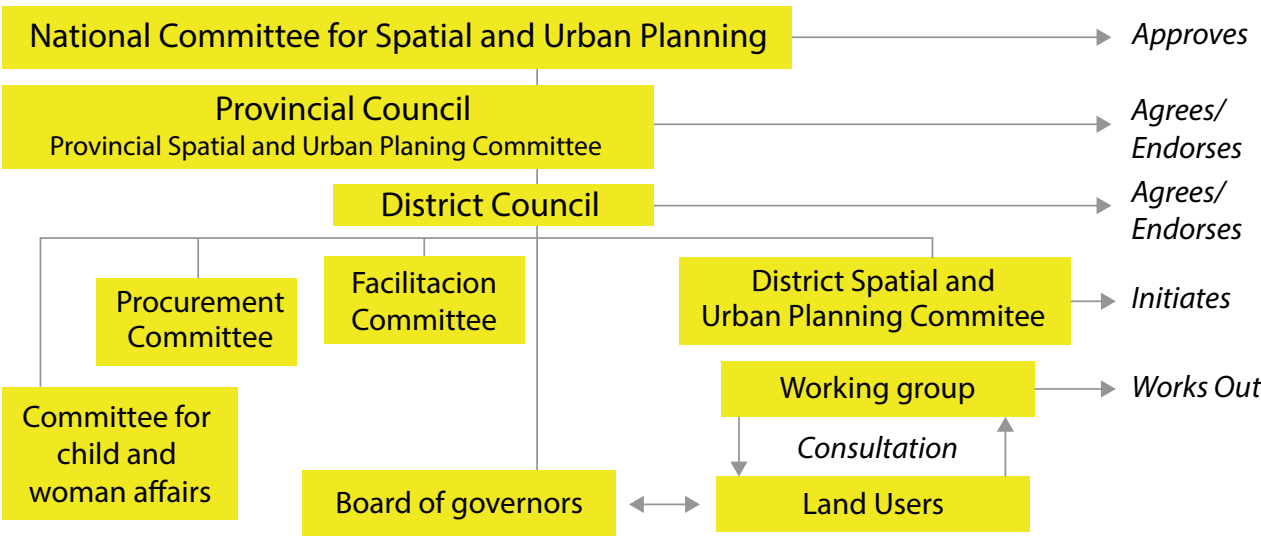 National Committee for Spatial and Urban Planning
Approves
Provincial Council
Provincial Spatial and Urban Planing Committee
Agrees/
Endorses
District Council
Agrees/
Endorses
Procurement
Committee
Facilitacion
Committee
District Spatial and
Urban Planning Commitee
Initiates
Working group
Works Out
Committee for
child and
woman affairs
Consultation
Board of governors
Land Users